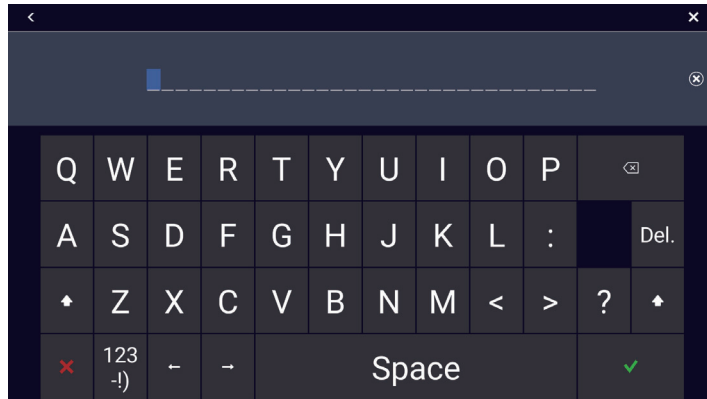 Q W E R T Y U I O P
A S D F G H J K L : Del.
Z X C V B N M < > ?
123
-!) ← → Space